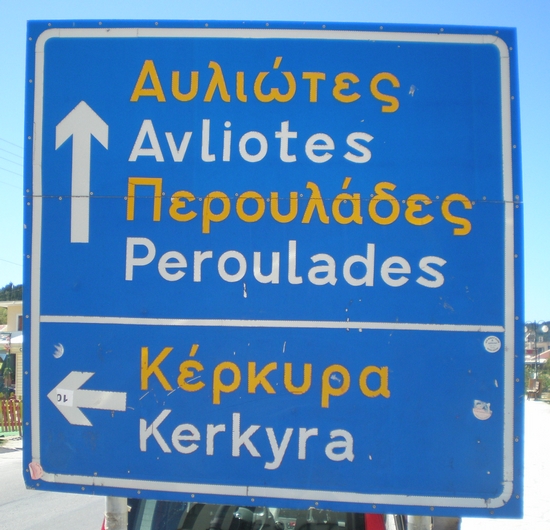 Αυλιώτες
Avliotes
Περουλάδες
Peroulades
Κέρκυρα
Kerkyra